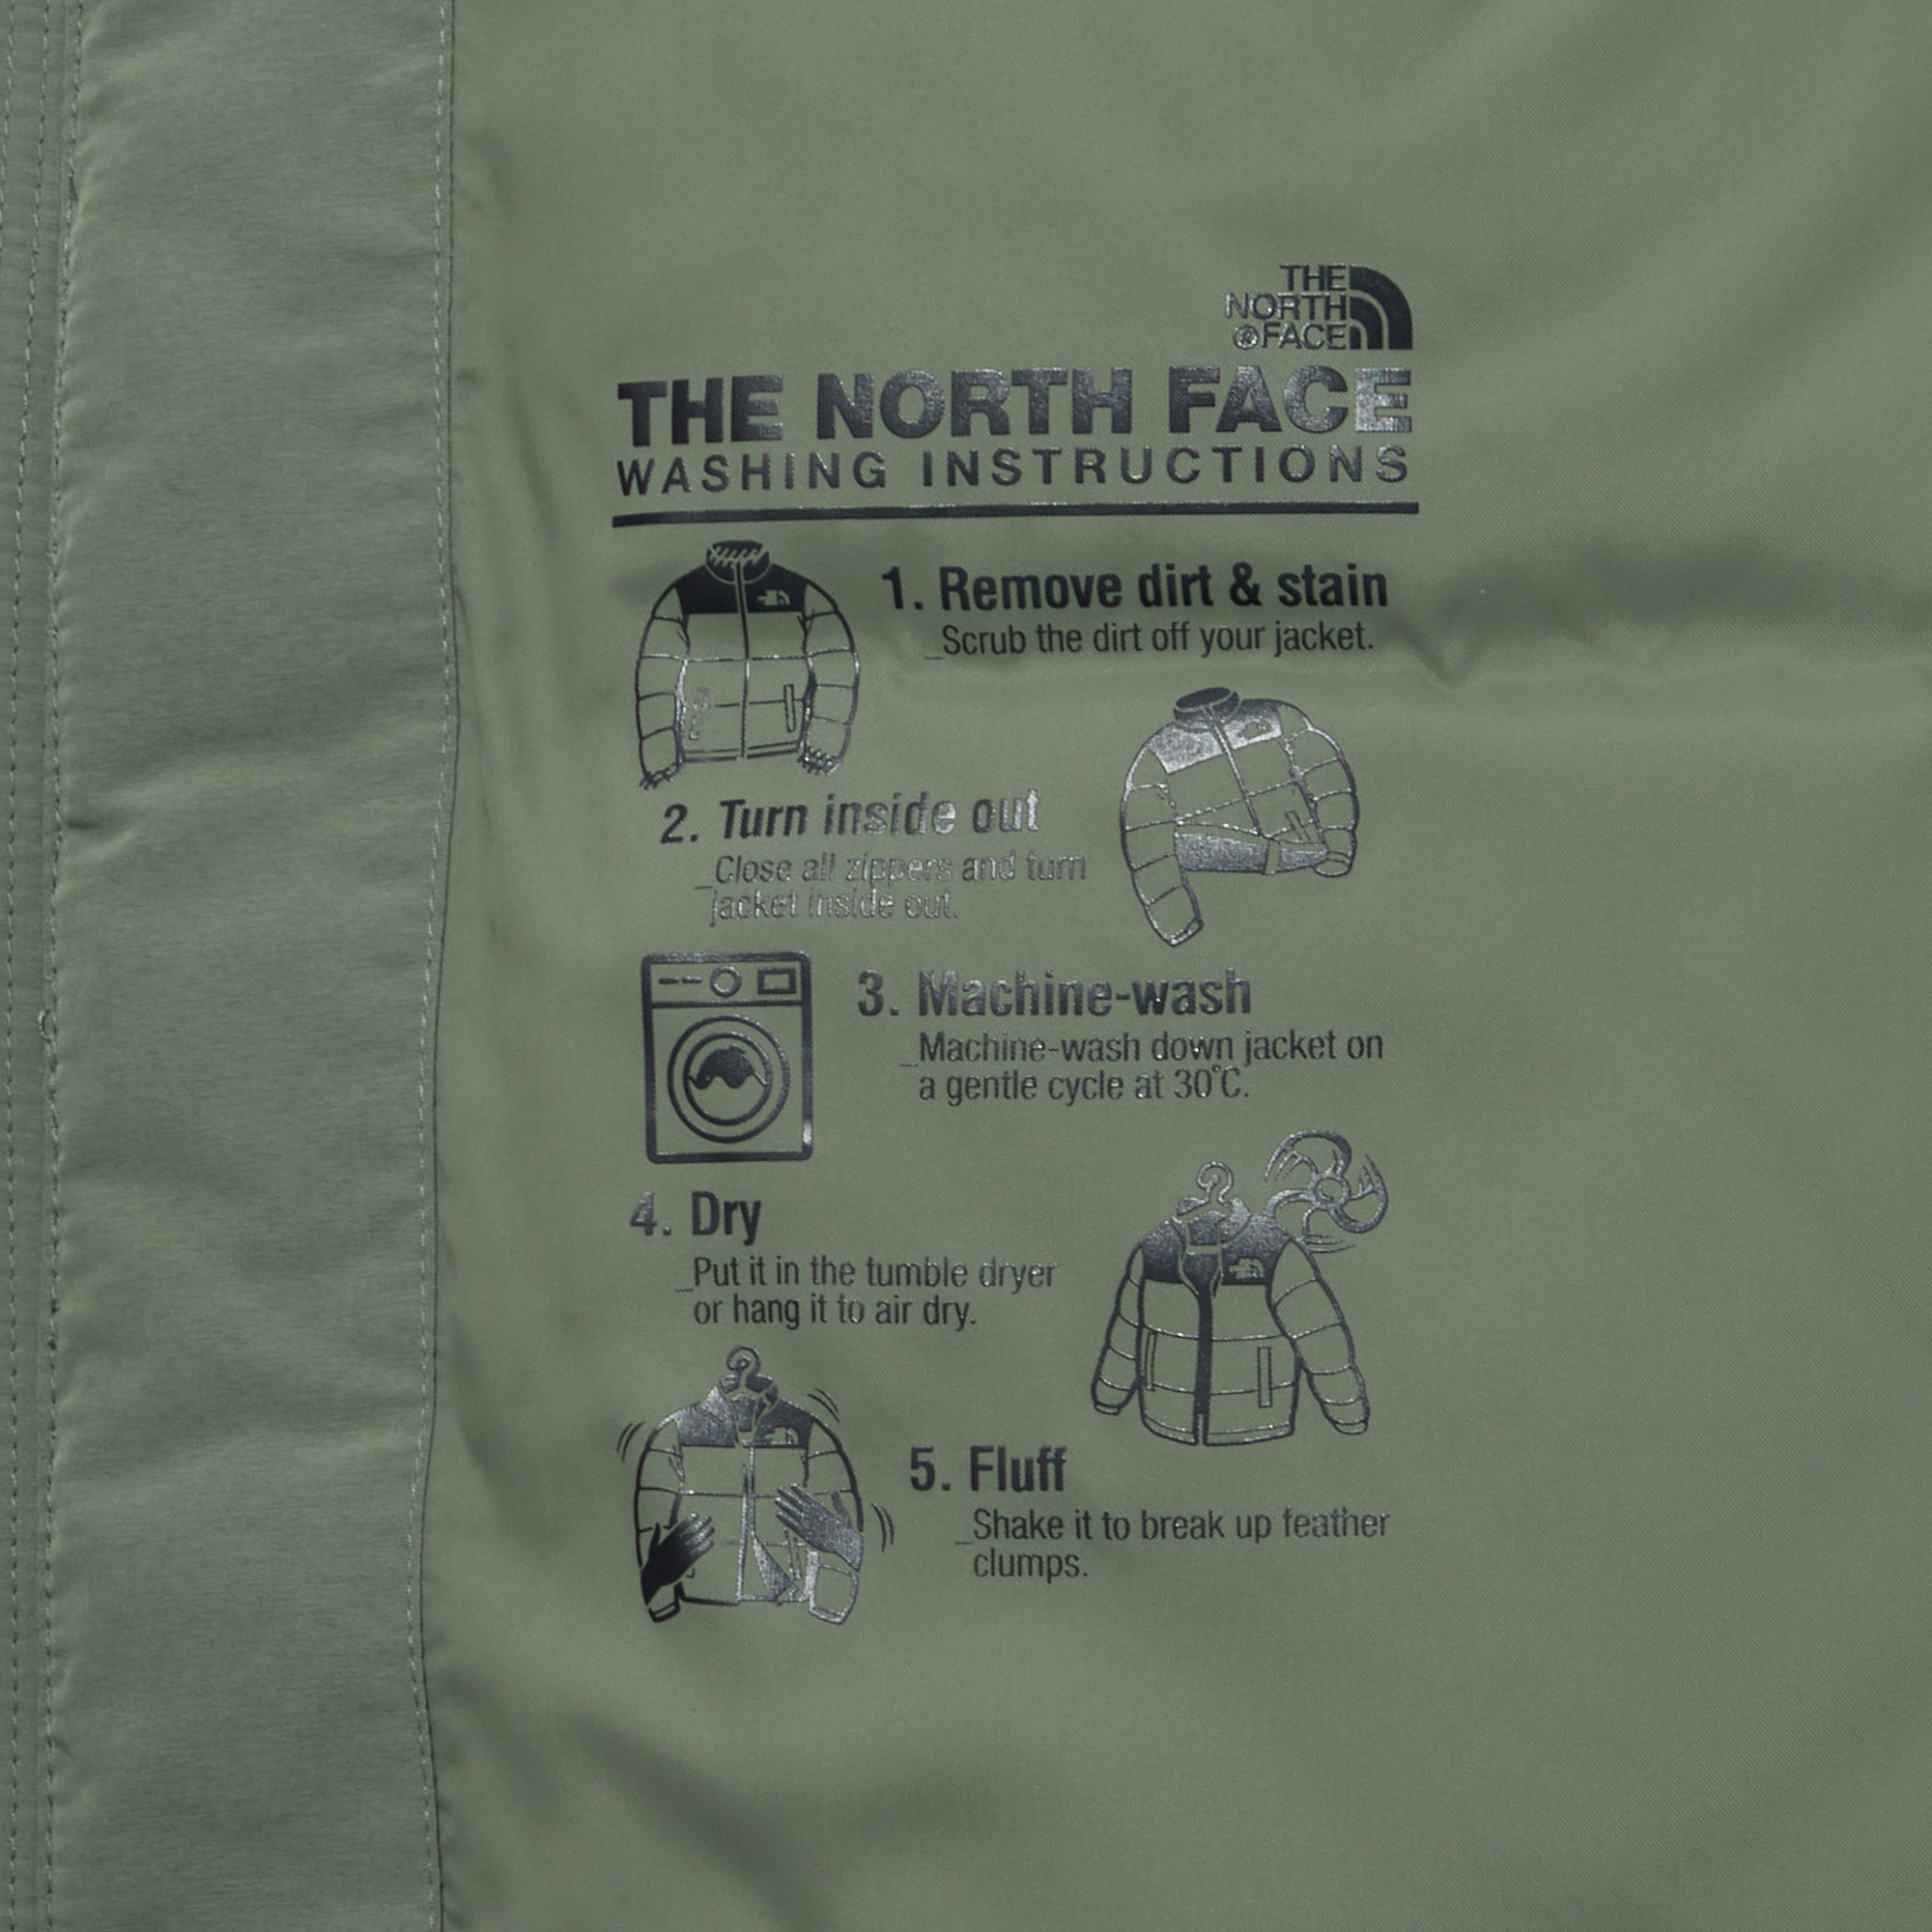 THE
NORTH
®FACE
THE NORTH FACE
WASHING INSTRUCTIONS
1. Remove dirt & stain
_Scrub the dirt off your jacket.
2. Turn inside out
_Close all zippers and turn
jacket inside out.
3. Machine-wash
_Machine-wash down jacket on
a gentle cycle at 30°C.
4. Dry
_Put it in the tumble dryer
or hang it to air dry.
5. Fluff
_Shake it to break up feather
clumps.